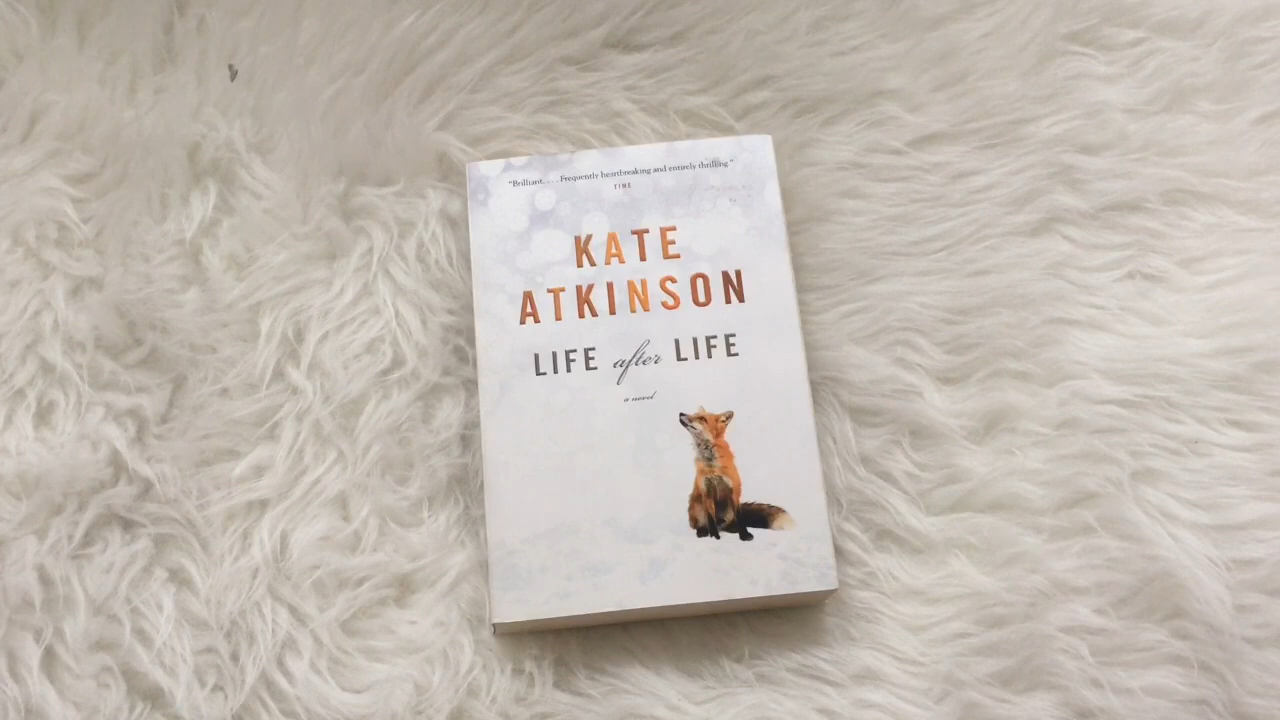 "Brilliant. . . . Frequently heartbreaking and entirely thrilling."
TIME
KATE
ATKINSON
LIFE after LIFE
a novel